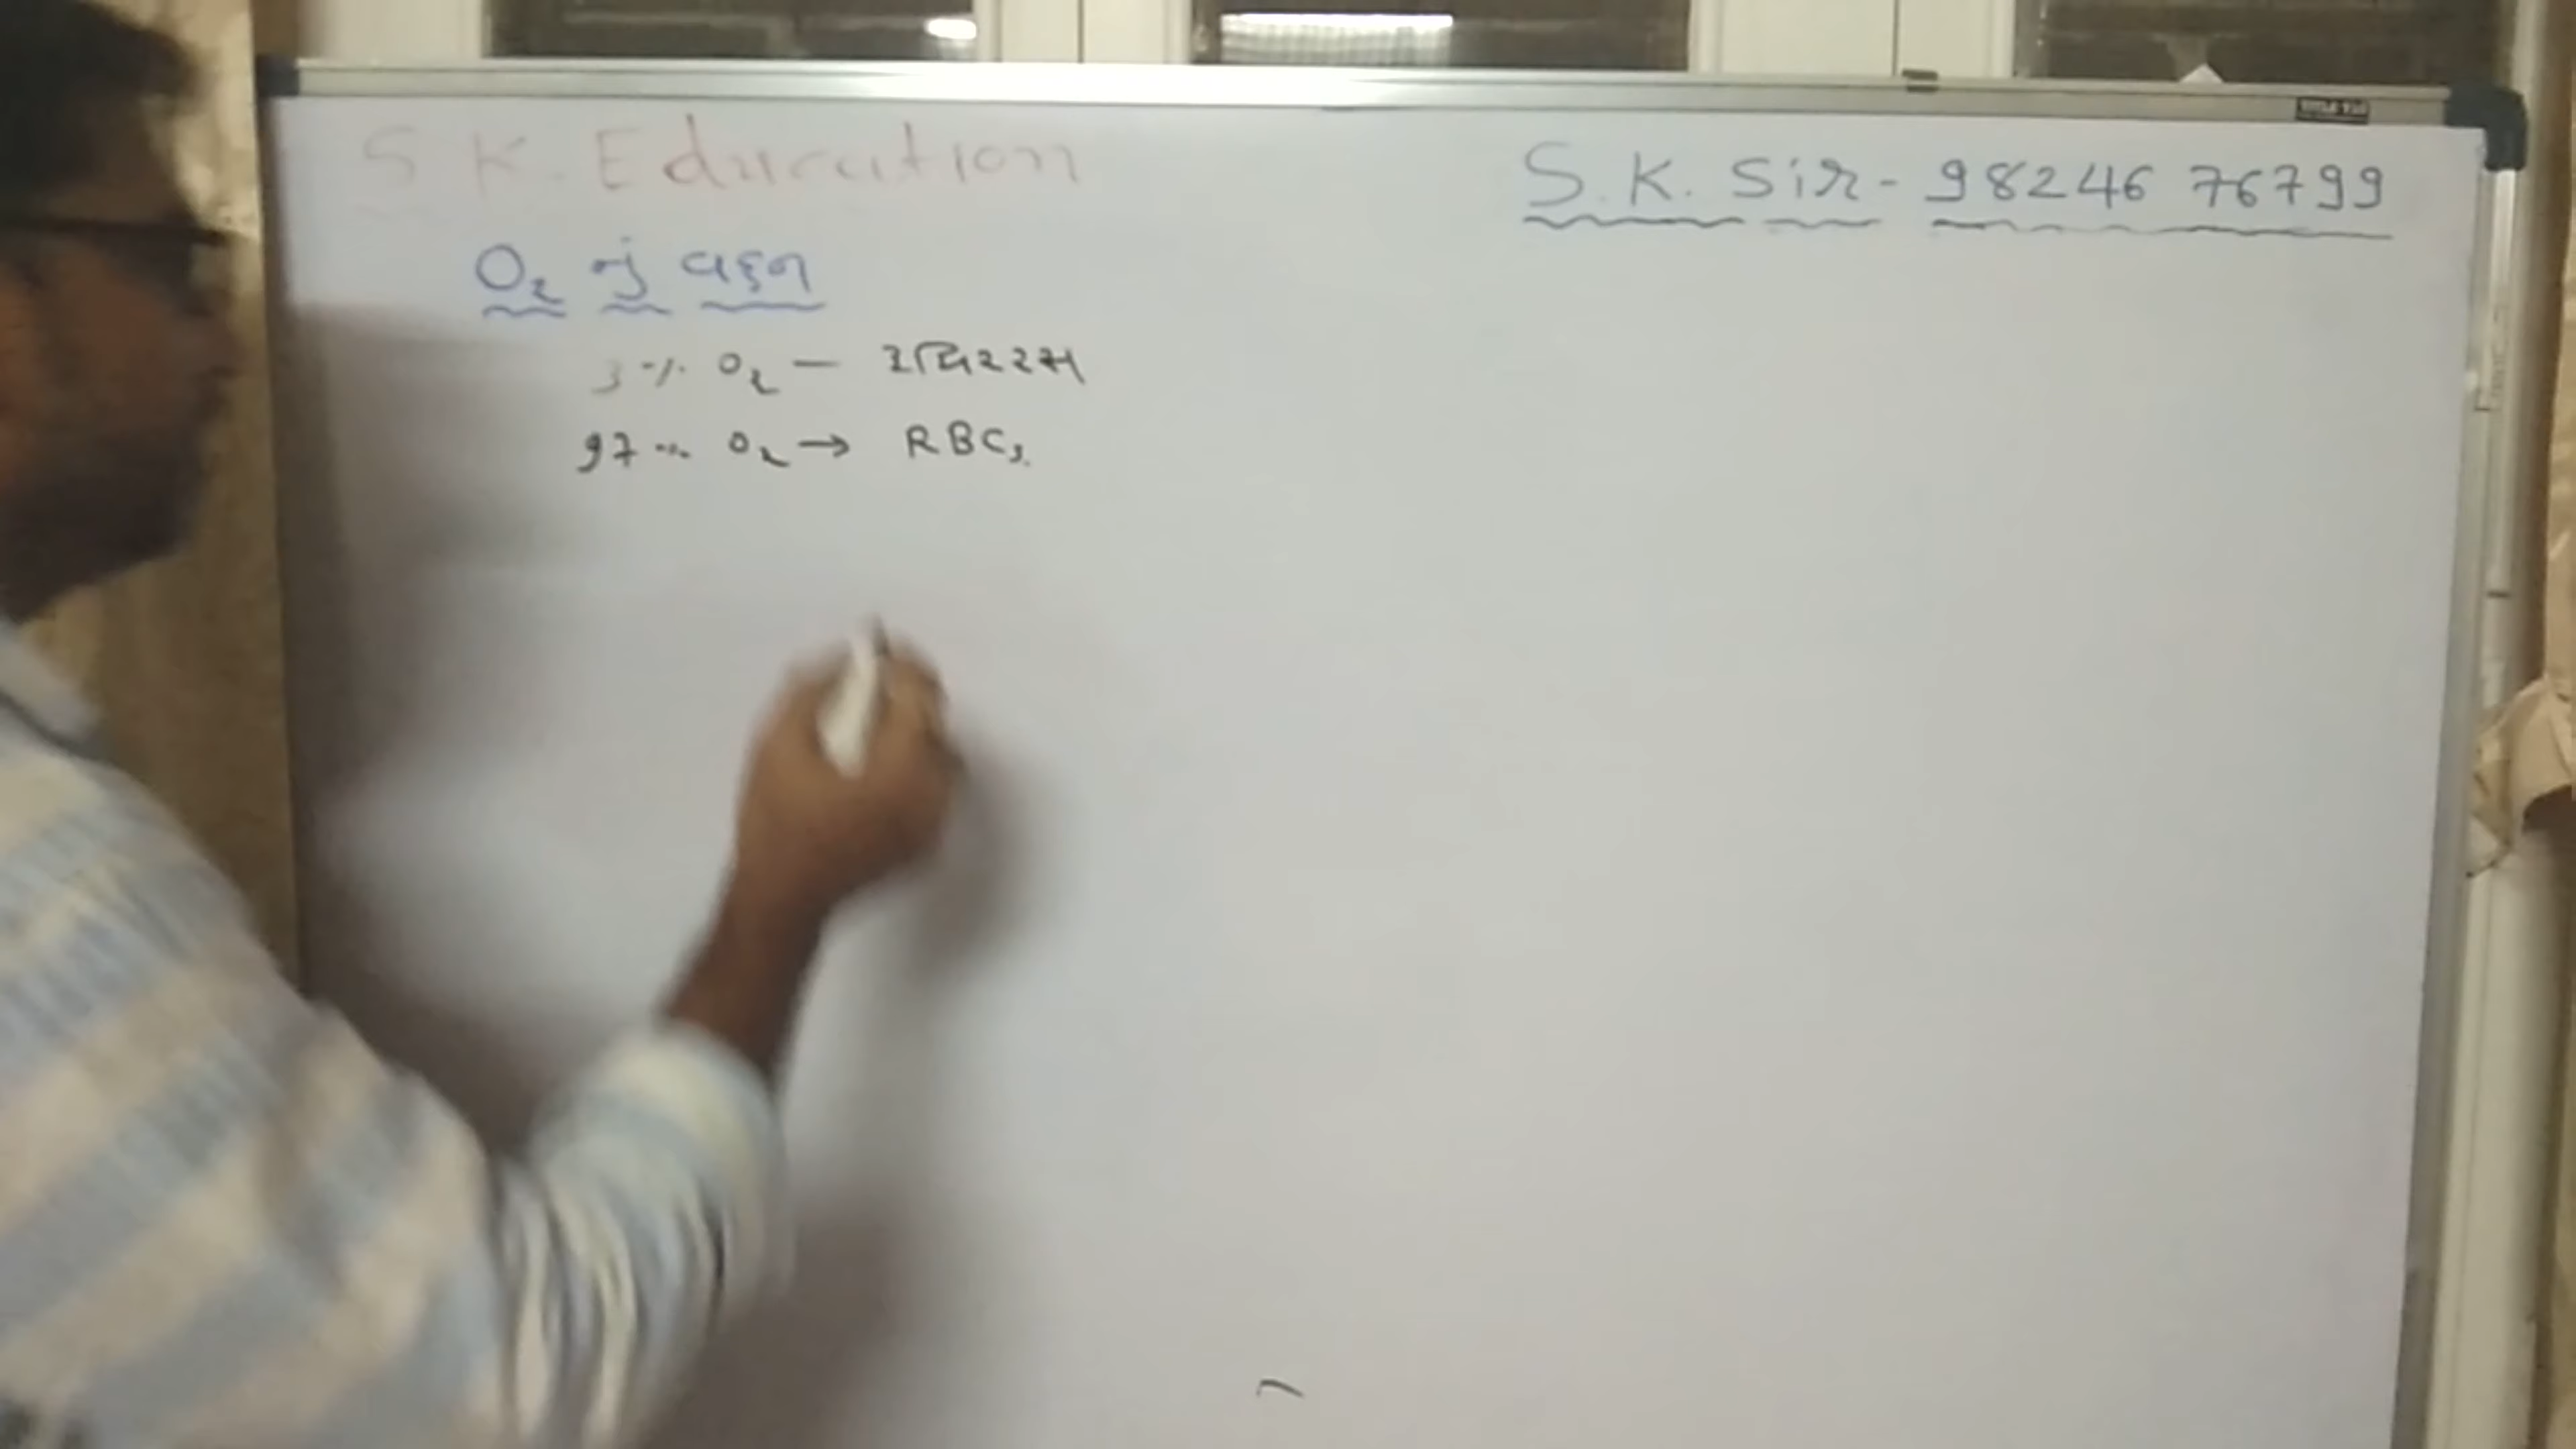 S. K. Education
S. K. Sir - 98246 76799
O₂ નું વહન
3% O₂ — રૂધિરરસ
97% O₂ → RBCs